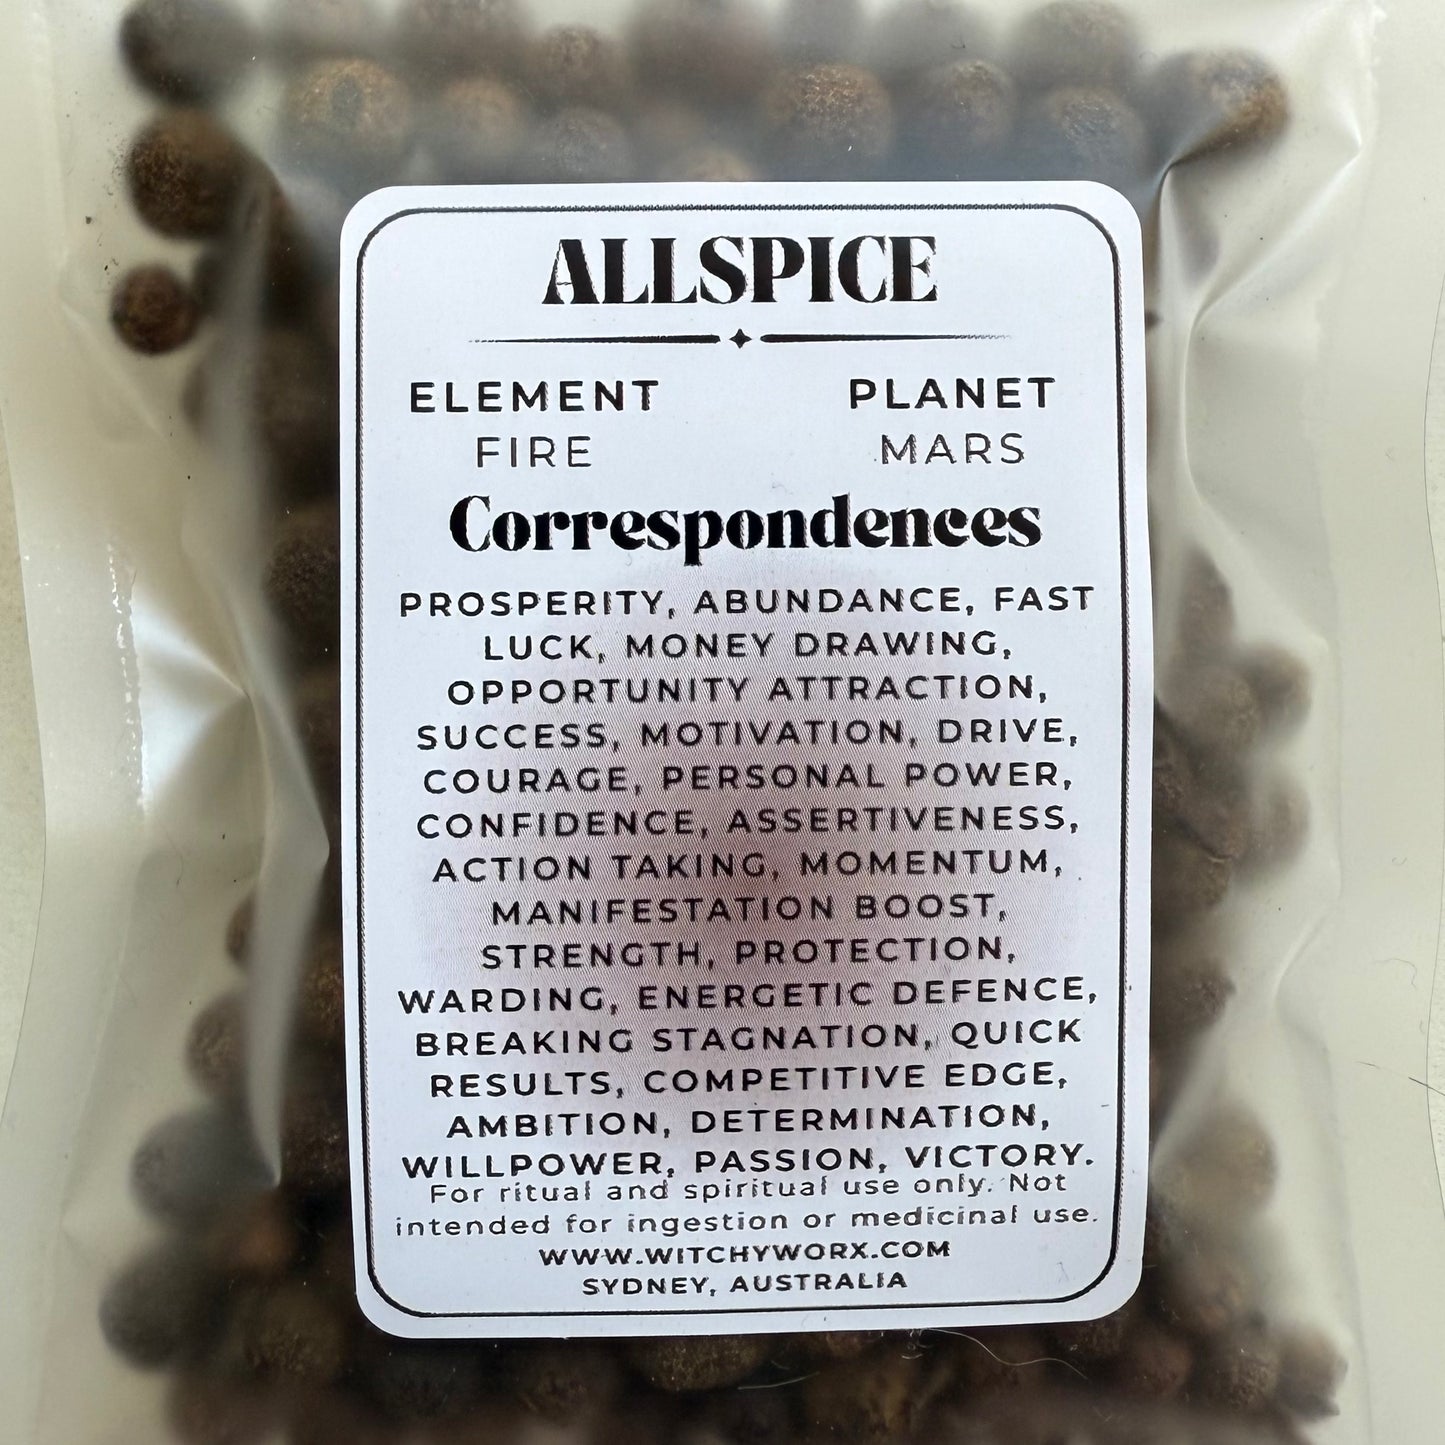 ALLSPICE
ELEMENT PLANET
FIRE MARS
Correspondences
PROSPERITY, ABUNDANCE, FAST
LUCK, MONEY DRAWING,
OPPORTUNITY ATTRACTION,
SUCCESS, MOTIVATION, DRIVE,
COURAGE, PERSONAL POWER,
CONFIDENCE, ASSERTIVENESS,
ACTION TAKING, MOMENTUM,
MANIFESTATION BOOST,
STRENGTH, PROTECTION,
WARDING, ENERGETIC DEFENCE,
BREAKING STAGNATION, QUICK
RESULTS, COMPETITIVE EDGE,
AMBITION, DETERMINATION,
WILLPOWER, PASSION, VICTORY.
For ritual and spiritual use only. Not
intended for ingestion or medicinal use.
WWW.WITCHYWORX.COM
SYDNEY, AUSTRALIA